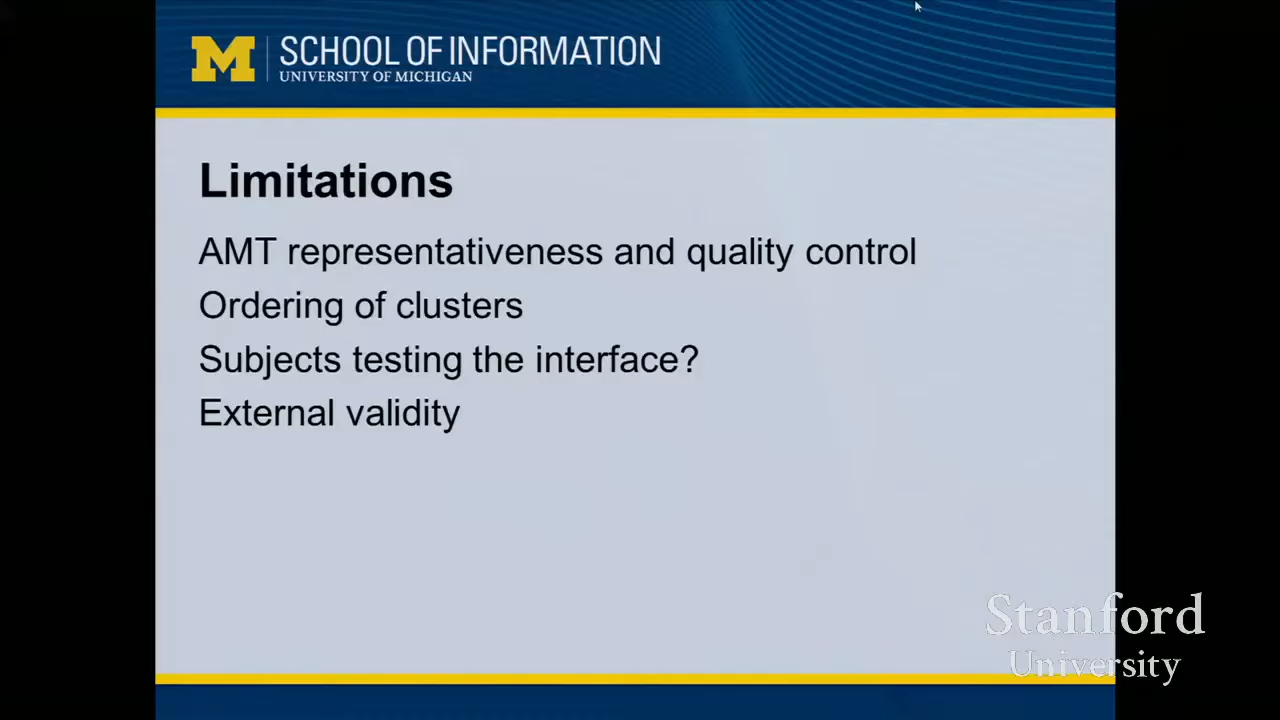 M SCHOOL OF INFORMATION
UNIVERSITY OF MICHIGAN
Limitations
AMT representativeness and quality control
Ordering of clusters
Subjects testing the interface?
External validity
Stanford
University